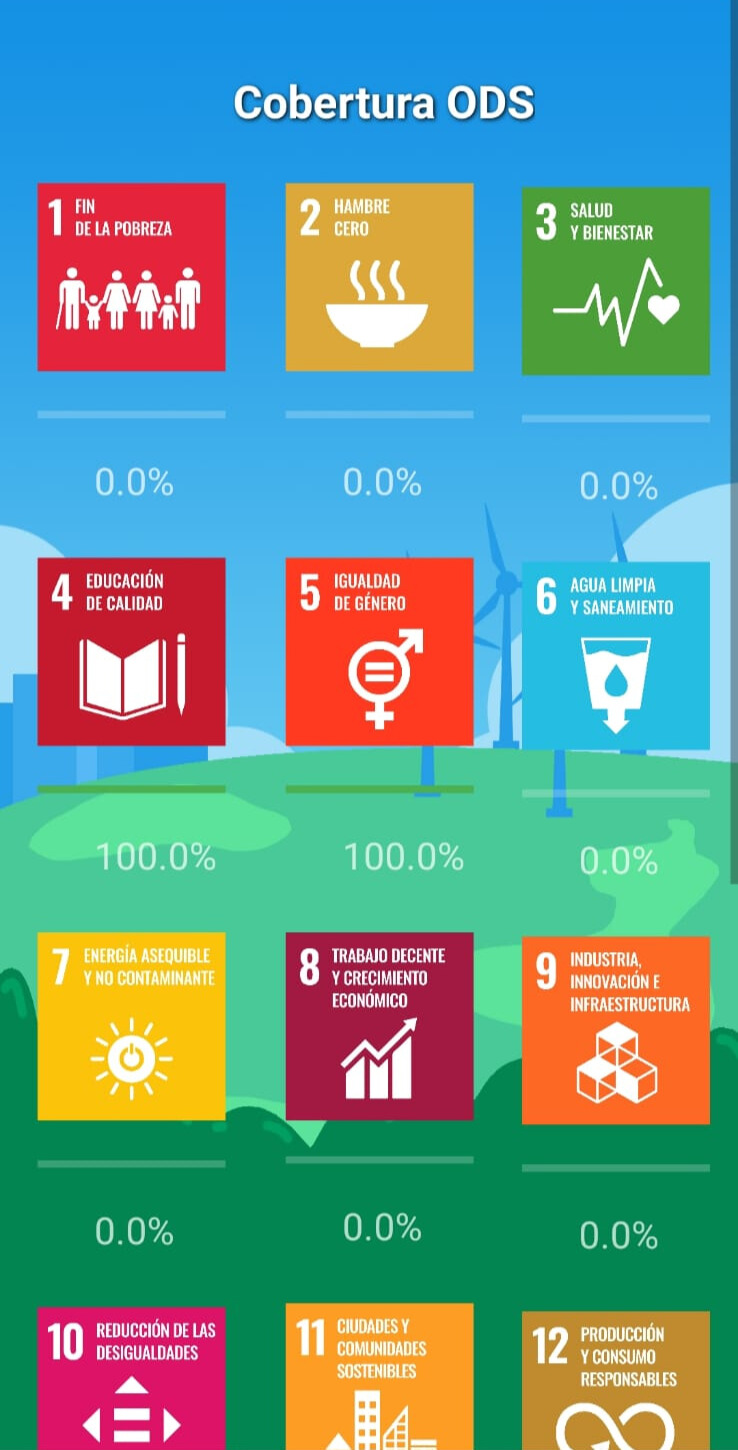 Cobertura ODS
1 FIN
DE LA POBREZA
2 HAMBRE
CERO
3 SALUD
Y BIENESTAR
0.0%
0.0%
0.0%
4 EDUCACIÓN
DE CALIDAD
5 IGUALDAD
DE GÉNERO
6 AGUA LIMPIA
Y SANEAMIENTO
100.0%
100.0%
0.0%
7 ENERGÍA ASEQUIBLE
Y NO CONTAMINANTE
8 TRABAJO DECENTE
Y CRECIMIENTO
ECONÓMICO
9 INDUSTRIA,
INNOVACIÓN E
INFRAESTRUCTURA
0.0%
0.0%
0.0%
10 REDUCCIÓN DE LAS
DESIGUALDADES
11 CIUDADES Y
COMUNIDADES
SOSTENIBLES
12 PRODUCCIÓN
Y CONSUMO
RESPONSABLES